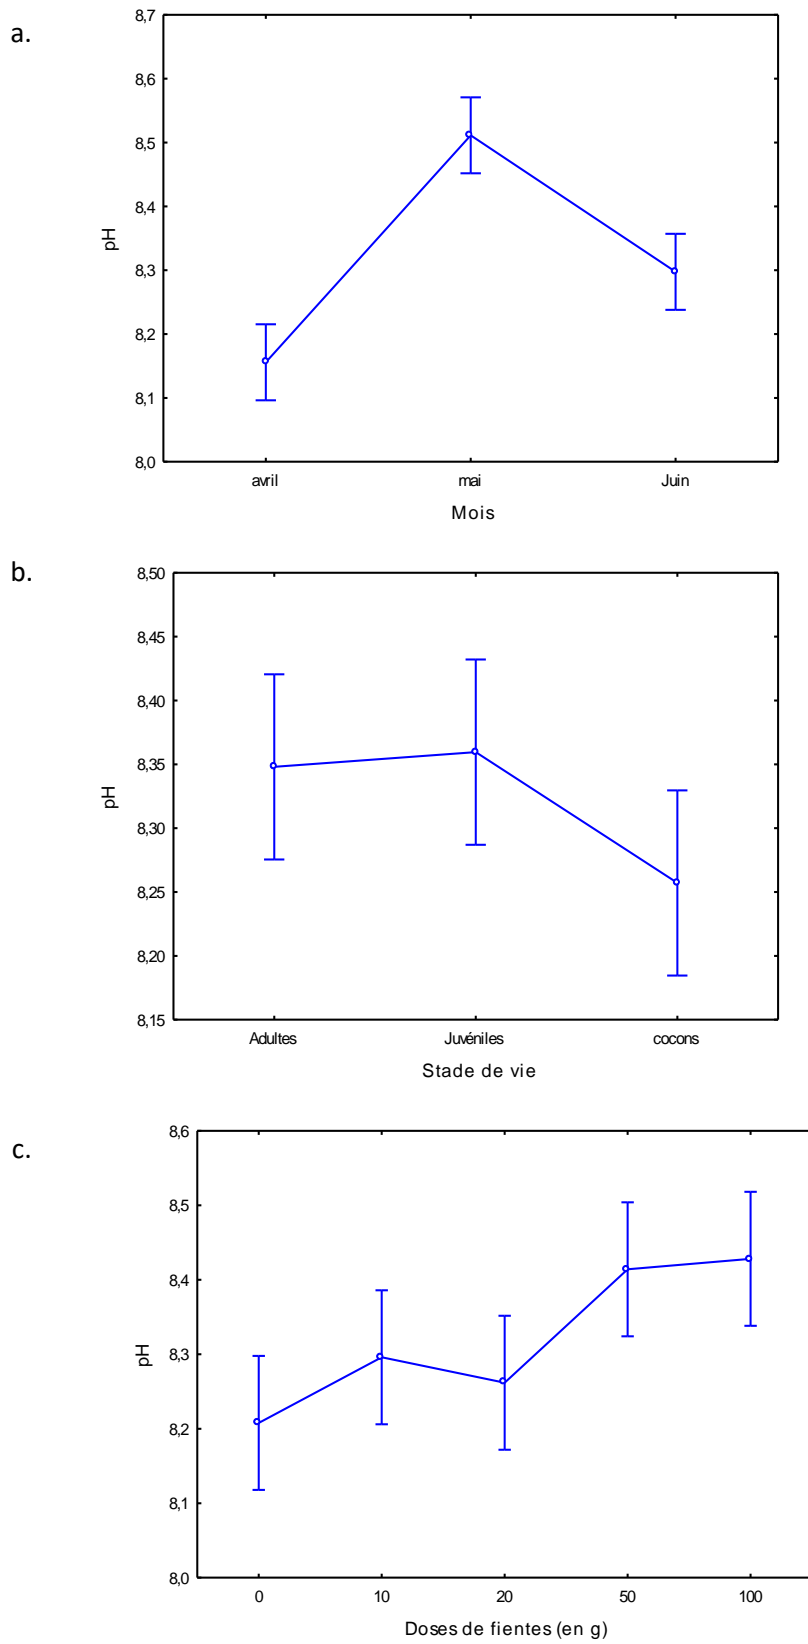 a.
8,7
8,6
8,5
8,4
8,3
8,2
8,1
8,0
pH
avril mai Juin
Mois
b.
8,50
8,45
8,40
8,35
8,30
8,25
8,20
8,15
pH
Adultes Juvéniles cocons
Stade de vie
c.
8,6
8,5
8,4
8,3
8,2
8,1
8,0
pH
0 10 20 50 100
Doses de fientes (en g)